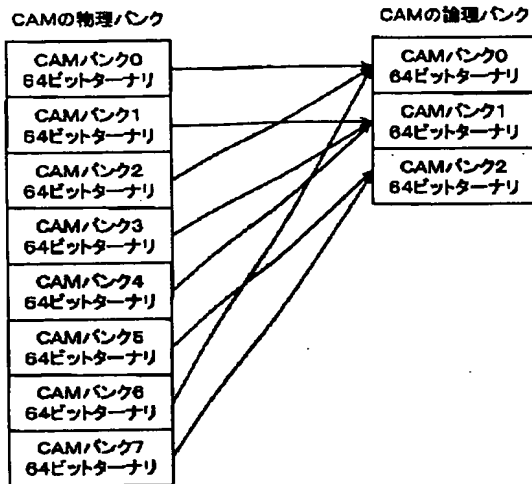 CAMの物理バンク
CAMバンク0
64ビットターナリ
CAMバンク1
64ビットターナリ
CAMバンク2
64ビットターナリ
CAMバンク3
64ビットターナリ
CAMバンク4
64ビットターナリ
CAMバンク5
64ビットターナリ
CAMバンク6
64ビットターナリ
CAMバンク7
64ビットターナリ
CAMの論理バンク
CAMバンク0
64ビットターナリ
CAMバンク1
64ビットターナリ
CAMバンク2
64ビットターナリ